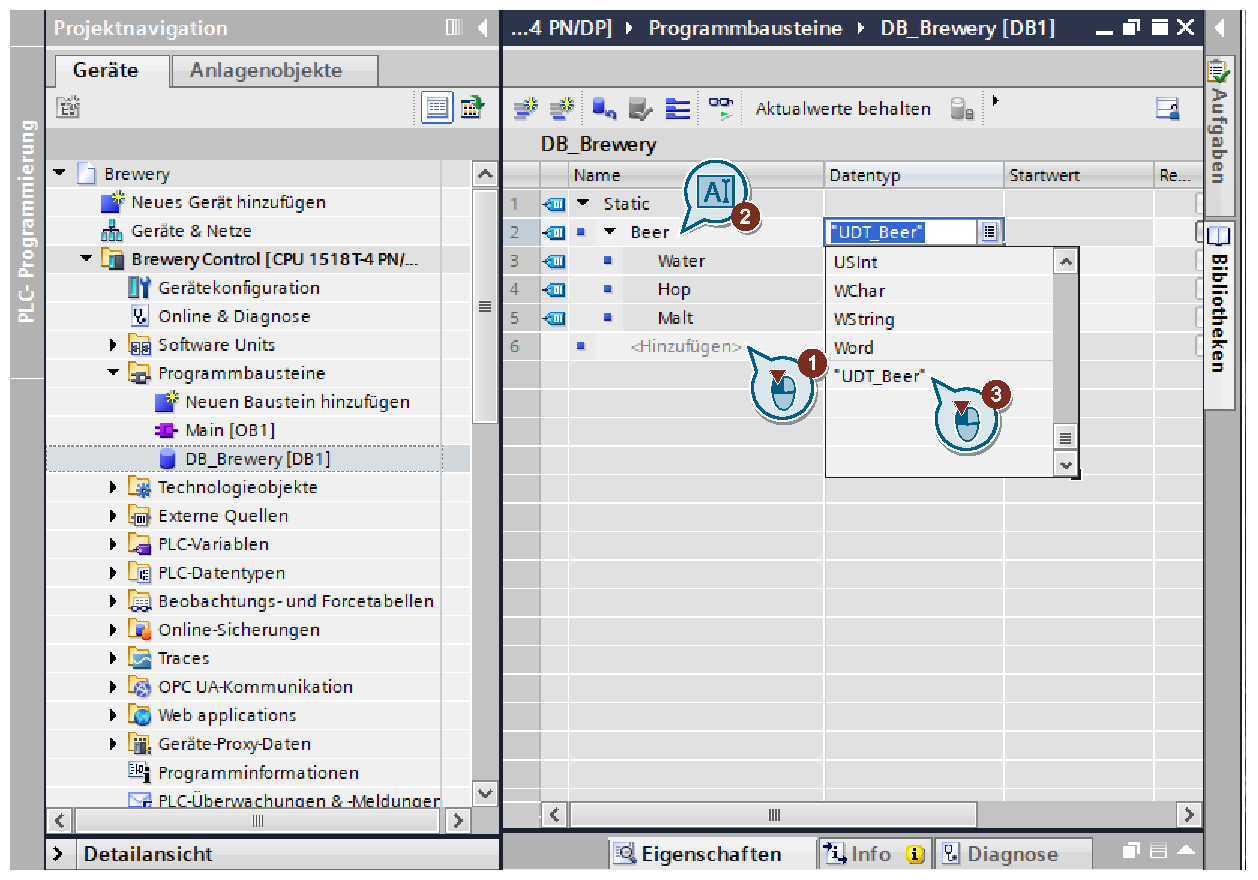 Projektnavigation
Geräte
Anlagenobjekte
PLC- Programmierung
Brewery
Neues Gerät hinzufügen
Geräte & Netze
Brewery Control [CPU 1518T-4 PN/...
Gerätekonfiguration
Online & Diagnose
Software Units
Programmbausteine
Neuen Baustein hinzufügen
Main [OB1]
DB_Brewery [DB1]
Technologieobjekte
Externe Quellen
PLC-Variablen
PLC-Datentypen
Beobachtungs- und Forcetabellen
Online-Sicherungen
Traces
OPC UA-Kommunikation
Web applications
Geräte-Proxy-Daten
Programminformationen
PLC-Überwachungen & -Meldungen
Detailansicht
...4 PN/DP] Programmbausteine DB_Brewery [DB1]
Aktualwerte behalten
DB_Brewery
Name Datentyp Startwert Re...
1 Static
2 Beer "UDT_Beer"
3 Water
4 Hop
5 Malt
6 <Hinzufügen>
USInt
WChar
WString
Word
"UDT_Beer"
AI
2
1
3
Eigenschaften
Info
Diagnose
Aufgaben
Bibliotheken